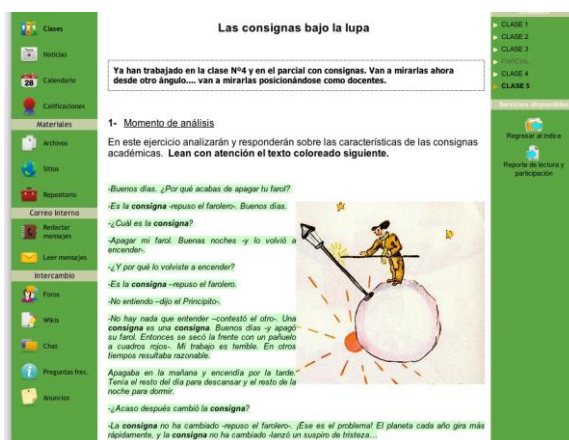 Clases
Noticias
28
Calendario
Calificaciones
Materiales
Archivos
Sitios
Repositorio
Correo Interno
Redactar
mensajes
Leer mensajes
Intercambio
Foros
Wikis
Chat
Preguntas frec.
Anuncios
Las consignas bajo la lupa
Ya han trabajado en la clase Nº4 y en el parcial con consignas. Van a mirarlas ahora
desde otro ángulo.... van a mirarlas posicionándose como docentes.
1- Momento de análisis
En este ejercicio analizarán y responderán sobre las características de las consignas
académicas. Lean con atención el texto coloreado siguiente.
-Buenos días. ¿Por qué acabas de apagar tu farol?
-Es la consigna -repuso el farolero-. Buenos días.
-¿Cuál es la consigna?
-Apagar mi farol. Buenas noches -y lo volvió a
encender-.
-¿Y por qué lo volviste a encender?
-Es la consigna –repuso el farolero.
-No entiendo –dijo el Principito-.
-No hay nada que entender –contestó el otro-. Una
consigna es una consigna. Buenos días -y apagó
su farol. Entonces se secó la frente con un pañuelo
a cuadros rojos-. Mi trabajo es terrible. En otros
tiempos resultaba razonable.
Apagaba en la mañana y encendía por la tarde.
Tenía el resto del día para descansar y el resto de la
noche para dormir.
-¿Acaso después cambió la consigna?
-La consigna no ha cambiado -repuso el farolero-. ¡Ése es el problema! El planeta cada año gira más
rápidamente, y la consigna no ha cambiado -lanzó un suspiro de tristeza…
CLASE 1
CLASE 2
CLASE 3
PARCIAL
CLASE 4
CLASE 5
Servicios disponibles
Regresar al índice
Reporte de lectura y
participación